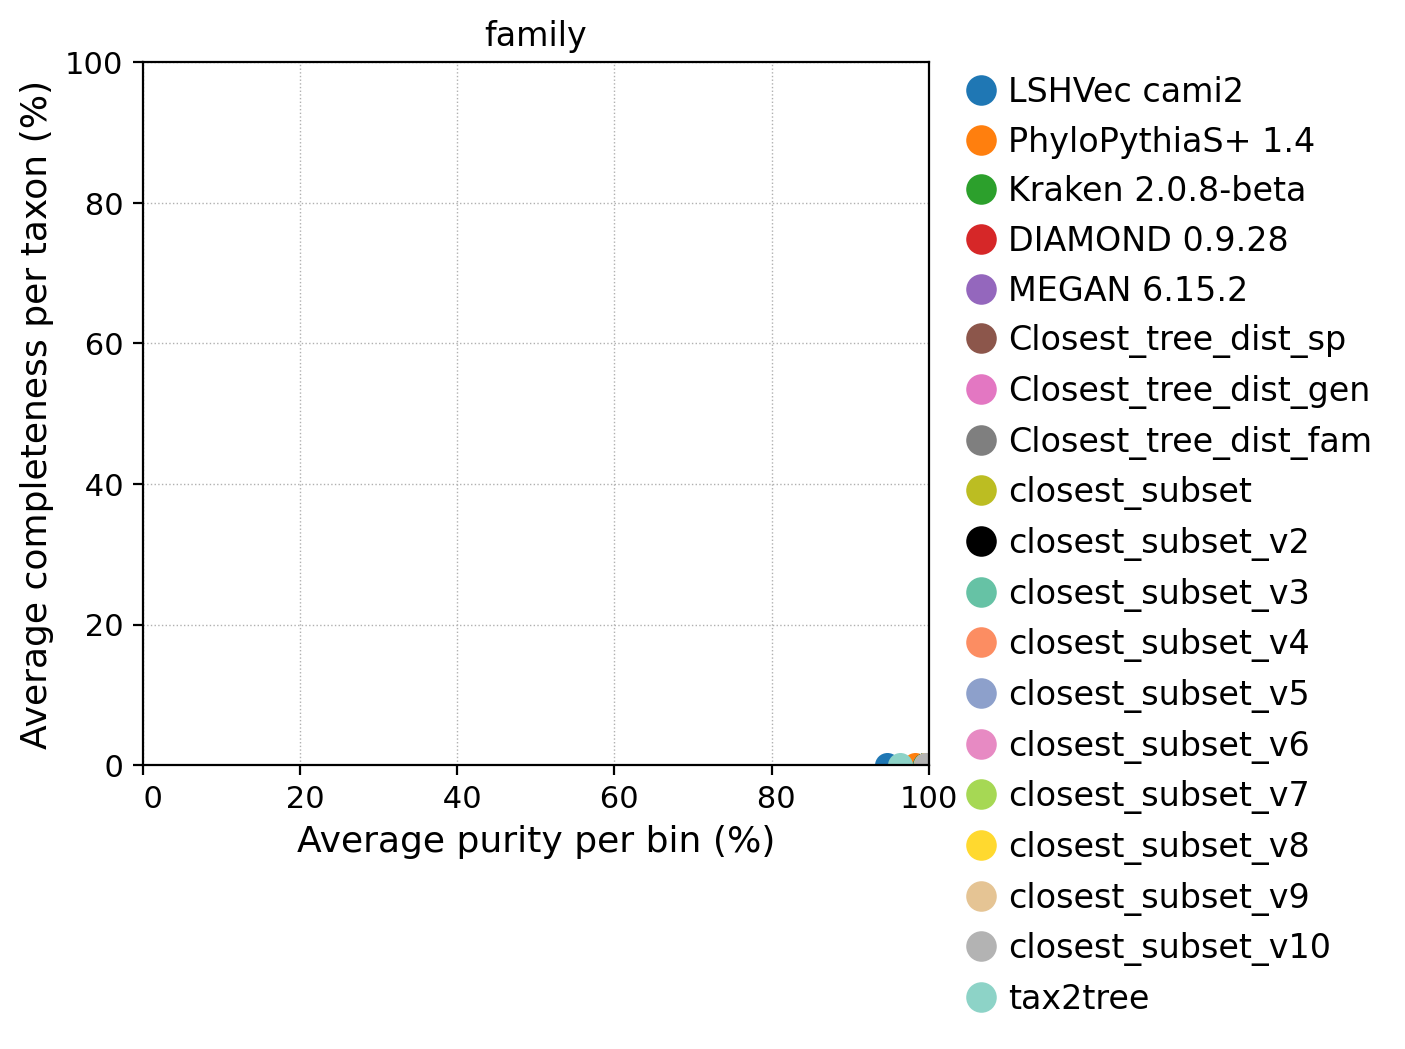 family
100
80
60
40
20
0
Average completeness per taxon (%)
0 20 40 60 80 100
Average purity per bin (%)
LSHVec cami2
PhyloPythiaS+ 1.4
Kraken 2.0.8-beta
DIAMOND 0.9.28
MEGAN 6.15.2
Closest_tree_dist_sp
Closest_tree_dist_gen
Closest_tree_dist_fam
closest_subset
closest_subset_v2
closest_subset_v3
closest_subset_v4
closest_subset_v5
closest_subset_v6
closest_subset_v7
closest_subset_v8
closest_subset_v9
closest_subset_v10
tax2tree